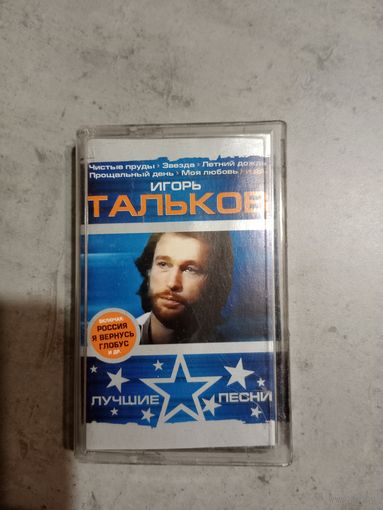 Чистые пруды > Звезда > Летний дождь
Прощальный день > Моя любовь
ИГОРЬ
ТАЛЬКОВ
ВКЛЮЧАЯ:
РОССИЯ
Я ВЕРНУСЬ
ГЛОБУС
И ДР.
ЛУЧШИЕ ПЕСНИ